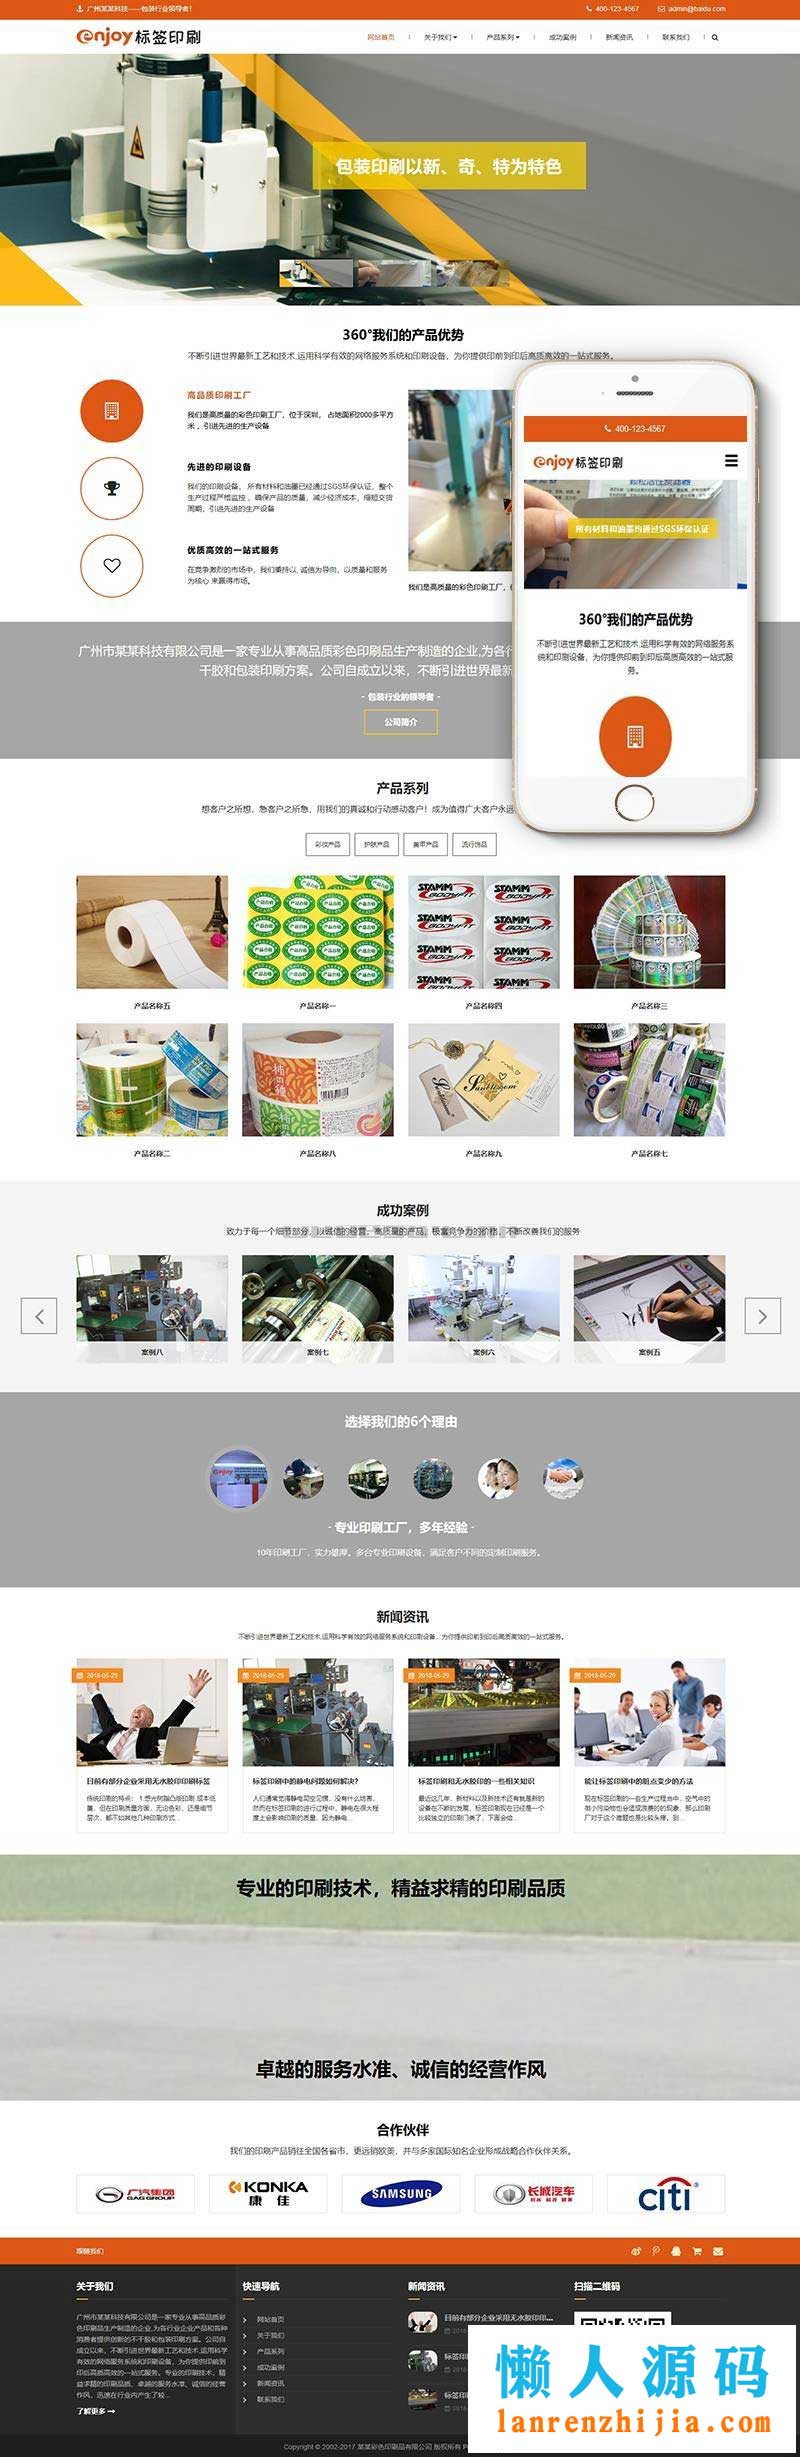 广州某某科技——包装行业领导者!
400-123-4567
admin@baidu.com
enjoy标签印刷
网站首页
关于我们
产品系列
成功案例
新闻资讯
联系我们
包装印刷以新、奇、特为特色
360°我们的产品优势
不断引进世界最新工艺和技术,运用科学有效的网络服务系统和印刷设备，为你提供印前到印后高质高效的一站式服务。
高品质印刷工厂
我们是高质量的彩色印刷工厂，位于深圳， 占地面积2000多平方
米 ，引进先进的生产设备
先进的印刷设备
我们的印刷设备， 所有材料和油墨已经通过SGS环保认证，整个
生产过程严格监控 ，确保产品的质量，减少经济成本，缩短交货
周期，引进先进的生产设备
优质高效的一站式服务
在竞争激烈的市场中，我们秉持以, 诚信为导向，以质量和服务
为核心 来赢得市场。
我们是高质量的彩色印刷工厂，
400-123-4567
enjoy标签印刷
所有材料和油墨均通过SGS环保认证
360°我们的产品优势
不断引进世界最新工艺和技术,运用科学有效的网络服务系
统和印刷设备，为你提供印前到印后高质高效的一站式服
务。
广州市某某科技有限公司是一家专业从事高品质彩色印刷品生产制造的企业,为各行
干胶和包装印刷方案。公司自成立以来，不断引进世界最新
- 包装行业的领导者 -
公司简介
产品系列
想客户之所想，急客户之所急，用我们的真诚和行动感动客户！成为值得广大客户永远
彩妆产品
护肤产品
美甲产品
流行饰品
产品名称五
产品名称一
产品名称四
产品名称三
STAMM
BODYFIT
产品名称二
产品名称八
产品名称九
产品名称七
成功案例
致力于每一个细节部分，以诚信的经营，高质量的产品，极富竞争力的价格，不断改善我们的服务
案例八
案例七
案例六
案例五
选择我们的6个理由
- 专业印刷工厂，多年经验 -
10年印刷工厂，实力雄厚。多台专业印刷设备，满足客户不同的定制印刷服务。
新闻资讯
不断引进世界最新工艺和技术,运用科学有效的网络服务系统和印刷设备，为你提供印前到印后高质高效的一站式服务。
2018-05-29
2018-05-29
2018-05-29
2018-05-29
目前有部分企业采用无水胶印印刷标签
传统印刷的特点： 1.感光树脂凸版印刷 成本低
廉，但在印刷质量方面，无论色彩，还是细节
层次，都不如其他几种印刷方式...
标签印刷中的静电问题如何解决?
人们通常觉得静电司空见惯，没有什么妨害，
然而在标签印刷的进行过程中，静电在很大程
度上会影响印刷的质量，因为静电...
标签印刷和无水胶印的一些相关知识
最近这几年，新材料以及新技术还有就是新的
设备在不断的发展，标签印刷现在已经是一个
比较独立的印刷门类了，下面会给...
能让标签印刷中的脏点变少的方法
现在标签印刷的一些生产过程当中，空气中的
微小污染物也会造成浪费的的现象，那么印刷
厂对于这个难题也是比较头疼，到...
专业的印刷技术，精益求精的印刷品质
卓越的服务水准、诚信的经营作风
合作伙伴
我们的印刷产品销往全国各省市，更远销欧美，并与多家国际知名企业形成战略合作伙伴关系。
广汽集团
GAG GROUP
KONKA
康佳
SAMSUNG
长城汽车
citi
跟随我们
关于我们
广州市某某科技有限公司是一家专业从事高品质彩
色印刷品生产制造的企业,为各行业企业产品和各种
消费者提供创新的不干胶和包装印刷方案。公司自
成立以来，不断引进世界最新工艺和技术,运用科学
有效的网络服务系统和印刷设备，为你提供印前到
印后高质高效的一站式服务。专业的印刷技术，精
益求精的印刷品质、卓越的服务水准、诚信的经营
作风，迅速在行业内产生了较...
了解更多
快速导航
网站首页
关于我们
产品系列
成功案例
新闻资讯
联系我们
新闻资讯
目前有部分企业采用无水胶印印...
扫描二维码
Copyright © 2002-2017 某某彩色印刷品有限公司 版权所有
懒人源码
lanrenzhijia.com